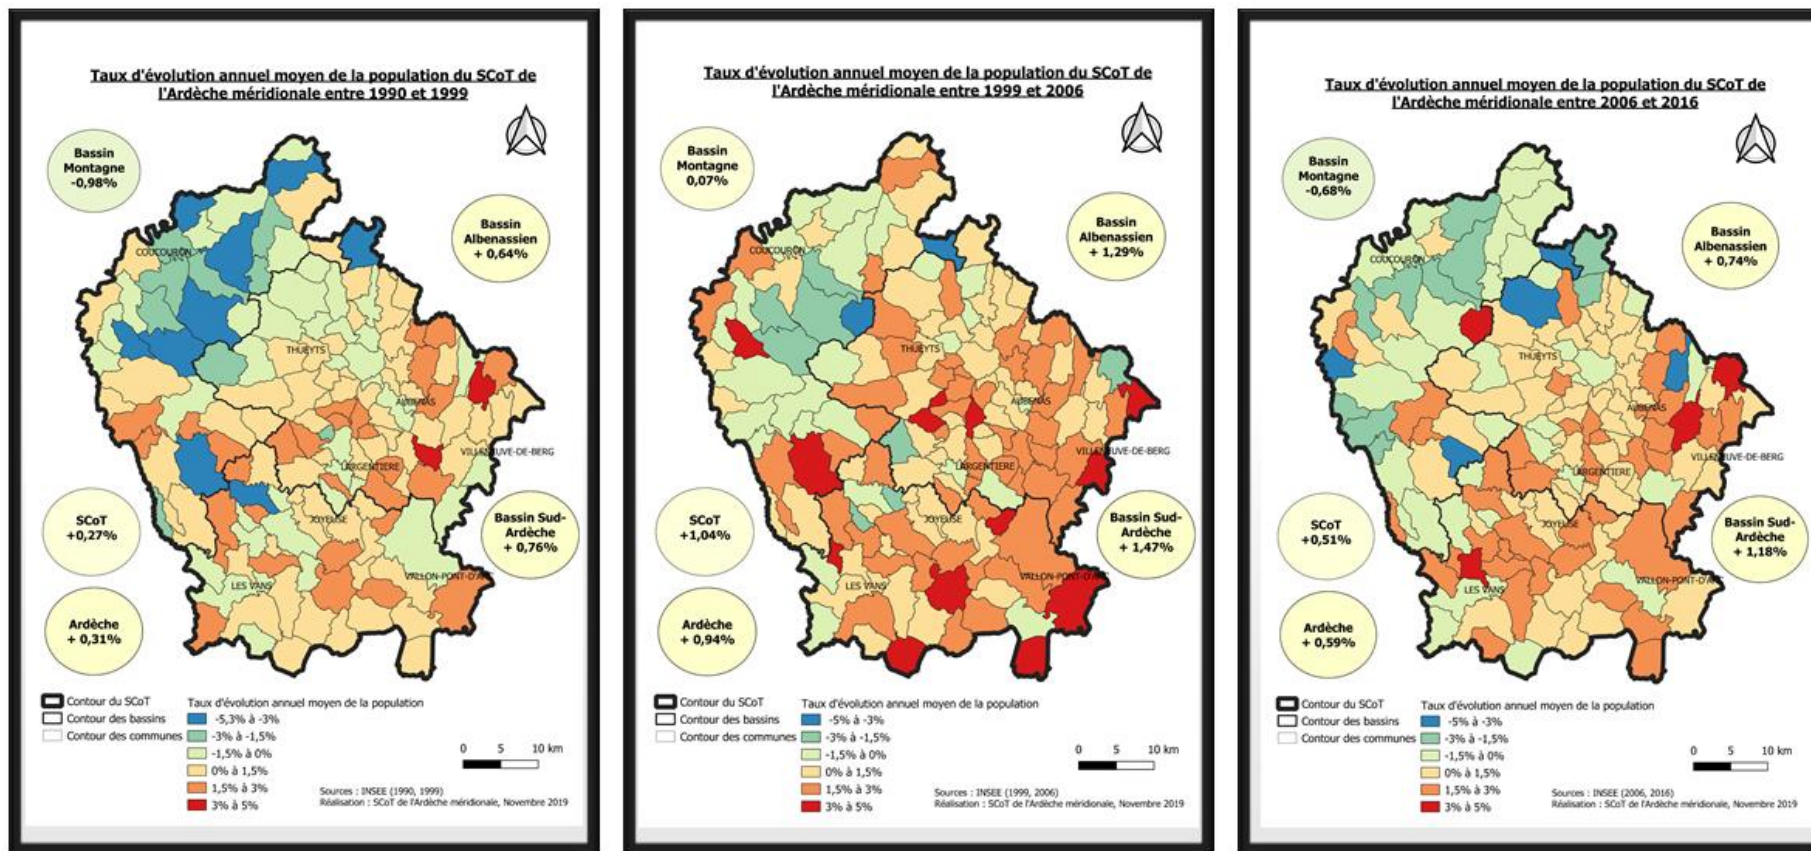 Taux d'évolution annuel moyen de la population du SCoT de
l'Ardèche méridionale entre 1990 et 1999
Bassin
Montagne
-0,98%
Bassin
Albenassien
+ 0,64%
COUCOURON
THUEYTS
AUBENAS
VILLENEUVE-DE-BERG
LARGENTIERE
JOYEUSE
SCoT
+0,27%
Bassin Sud-
Ardèche
+ 0,76%
LES VANS
VALLON-PONT-D'ARC
Ardèche
+ 0,31%
Contour du SCoT
Contour des bassins
Contour des communes
Taux d'évolution annuel moyen de la population
-5,3% à -3%
-3% à -1,5%
-1,5% à 0%
0% à 1,5%
1,5% à 3%
3% à 5%
0 5 10 km
Sources : INSEE (1990, 1999)
Réalisation : SCoT de l'Ardèche méridionale, Novembre 2019
Taux d'évolution annuel moyen de la population du SCoT de
l'Ardèche méridionale entre 1999 et 2006
Bassin
Montagne
0,07%
Bassin
Albenassien
+ 1,29%
COUCOURON
THUEYTS
AUBENAS
VILLENEUVE-DE-BERG
LARGENTIERE
JOYEUSE
SCoT
+1,04%
Bassin Sud-
Ardèche
+ 1,47%
LES VANS
VALLON-PONT-D'ARC
Ardèche
+ 0,94%
Contour du SCoT
Contour des bassins
Contour des communes
Taux d'évolution annuel moyen de la population
-5% à -3%
-3% à -1,5%
-1,5% à 0%
0% à 1,5%
1,5% à 3%
3% à 5%
0 5 10 km
Sources : INSEE (1999, 2006)
Réalisation : SCoT de l'Ardèche méridionale, Novembre 2019
Taux d'évolution annuel moyen de la population du SCoT de
l'Ardèche méridionale entre 2006 et 2016
Bassin
Montagne
-0,68%
Bassin
Albenassien
+ 0,74%
COUCOURON
THUEYTS
AUBENAS
VILLENEUVE-DE-BERG
LARGENTIERE
JOYEUSE
SCoT
+0,51%
Bassin Sud-
Ardèche
+ 1,18%
LES VANS
VALLON-PONT-D'ARC
Ardèche
+ 0,59%
Contour du SCoT
Contour des bassins
Contour des communes
Taux d'évolution annuel moyen de la population
-5% à -3%
-3% à -1,5%
-1,5% à 0%
0% à 1,5%
1,5% à 3%
3% à 5%
0 5 10 km
Sources : INSEE (2006, 2016)
Réalisation : SCoT de l'Ardèche méridionale, Novembre 2019